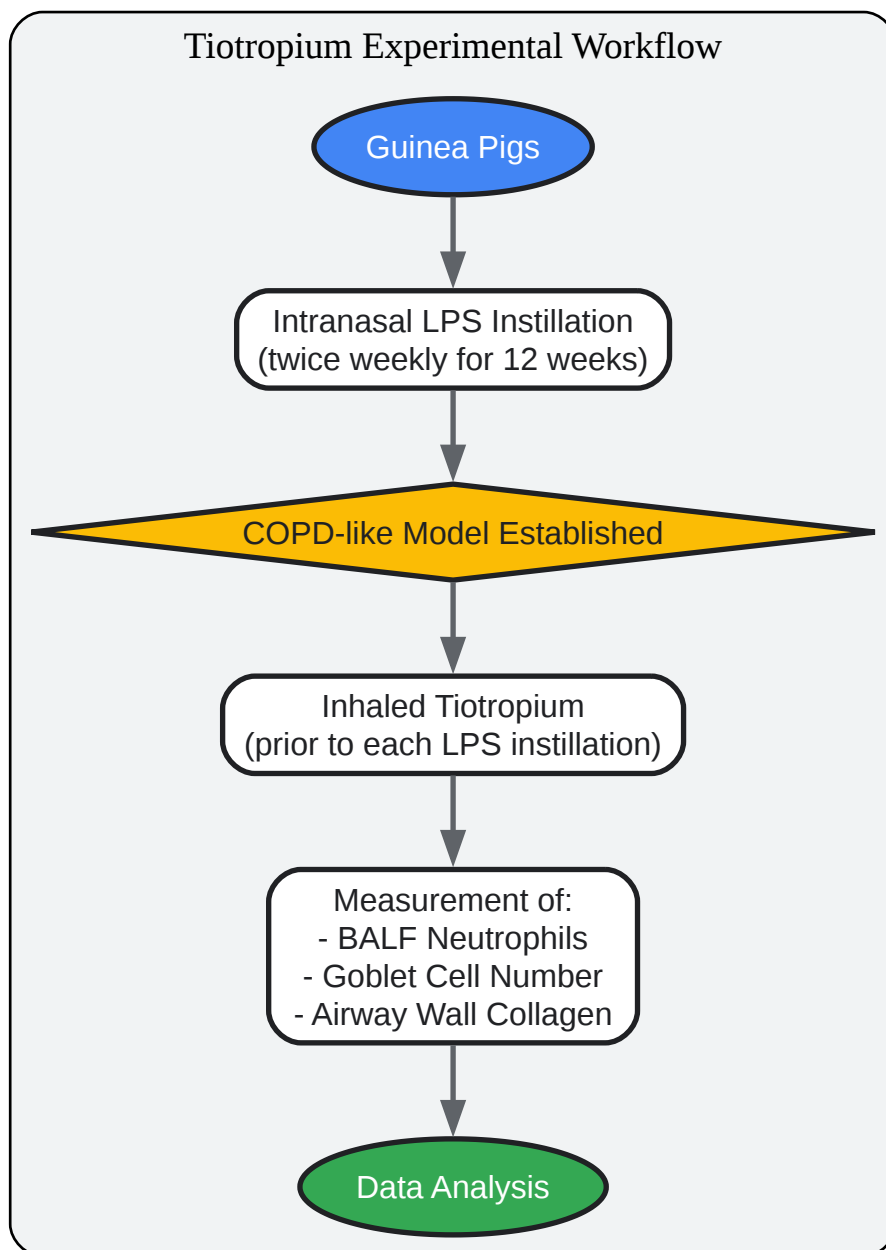 Tiotropium Experimental Workflow
Guinea Pigs
Intranasal LPS Instillation
(twice weekly for 12 weeks)
COPD-like Model Established
Inhaled Tiotropium
(prior to each LPS instillation)
Measurement of:
- BALF Neutrophils
- Goblet Cell Number
- Airway Wall Collagen
Data Analysis